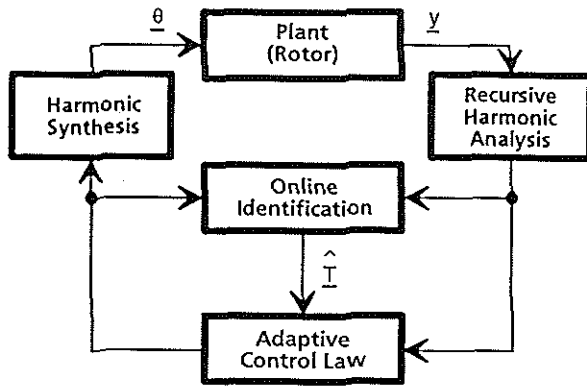 θ
Plant
(Rotor)
y
Harmonic
Synthesis
Recursive
Harmonic
Analysis
Online
Identification
T̂
Adaptive
Control Law